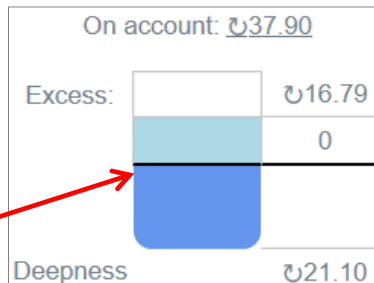 On account: ↻37.90
Excess: ↻16.79
0
Deepness ↻21.10